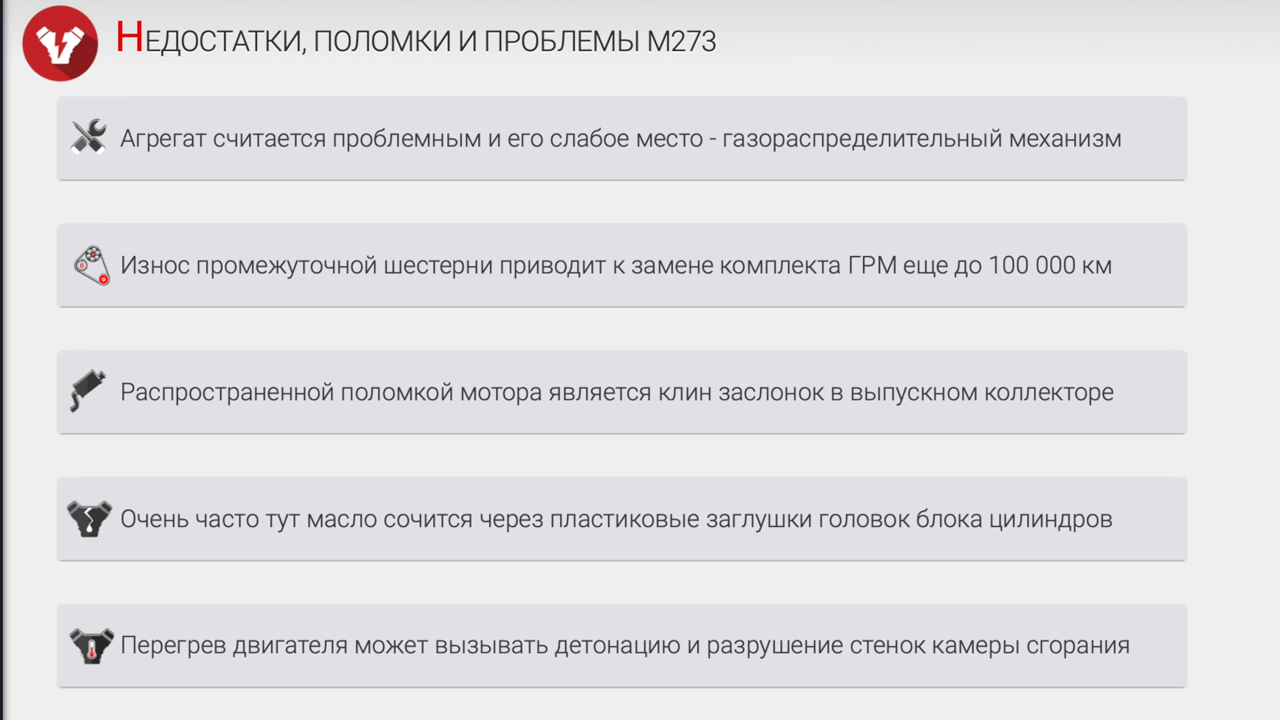 НЕДОСТАТКИ, ПОЛОМКИ И ПРОБЛЕМЫ М273
Агрегат считается проблемным и его слабое место - газораспределительный механизм
Износ промежуточной шестерни приводит к замене комплекта ГРМ еще до 100 000 км
Распространенной поломкой мотора является клин заслонок в выпускном коллекторе
Очень часто тут масло сочится через пластиковые заглушки головок блока цилиндров
Перегрев двигателя может вызывать детонацию и разрушение стенок камеры сгорания